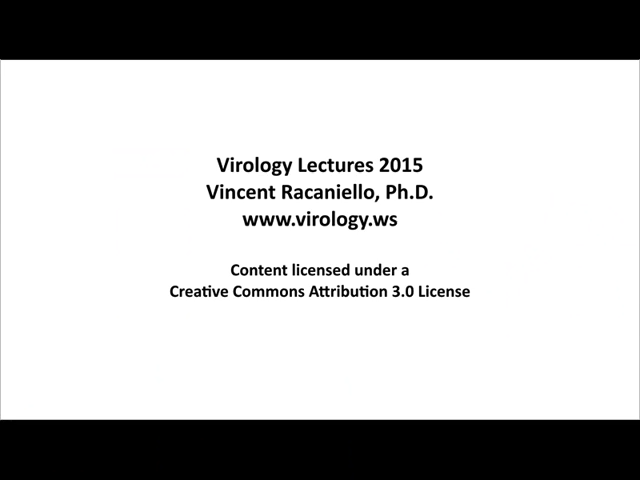 Virology Lectures 2015
Vincent Racaniello, Ph.D.
www.virology.ws
Content licensed under a
Creative Commons Attribution 3.0 License